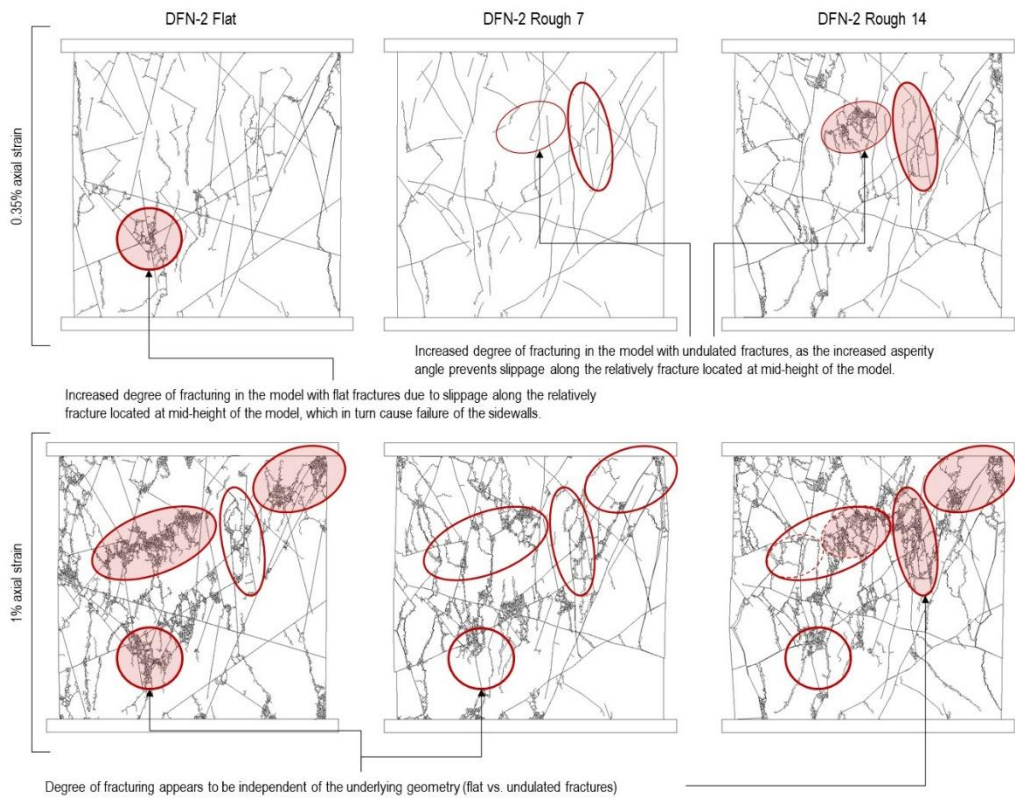 DFN-2 Flat
DFN-2 Rough 7
DFN-2 Rough 14
0.35% axial strain
Increased degree of fracturing in the model with undulated fractures, as the increased asperity
angle prevents slippage along the relatively fracture located at mid-height of the model.
Increased degree of fracturing in the model with flat fractures due to slippage along the relatively
fracture located at mid-height of the model, which in turn cause failure of the sidewalls.
1% axial strain
Degree of fracturing appears to be independent of the underlying geometry (flat vs. undulated fractures)